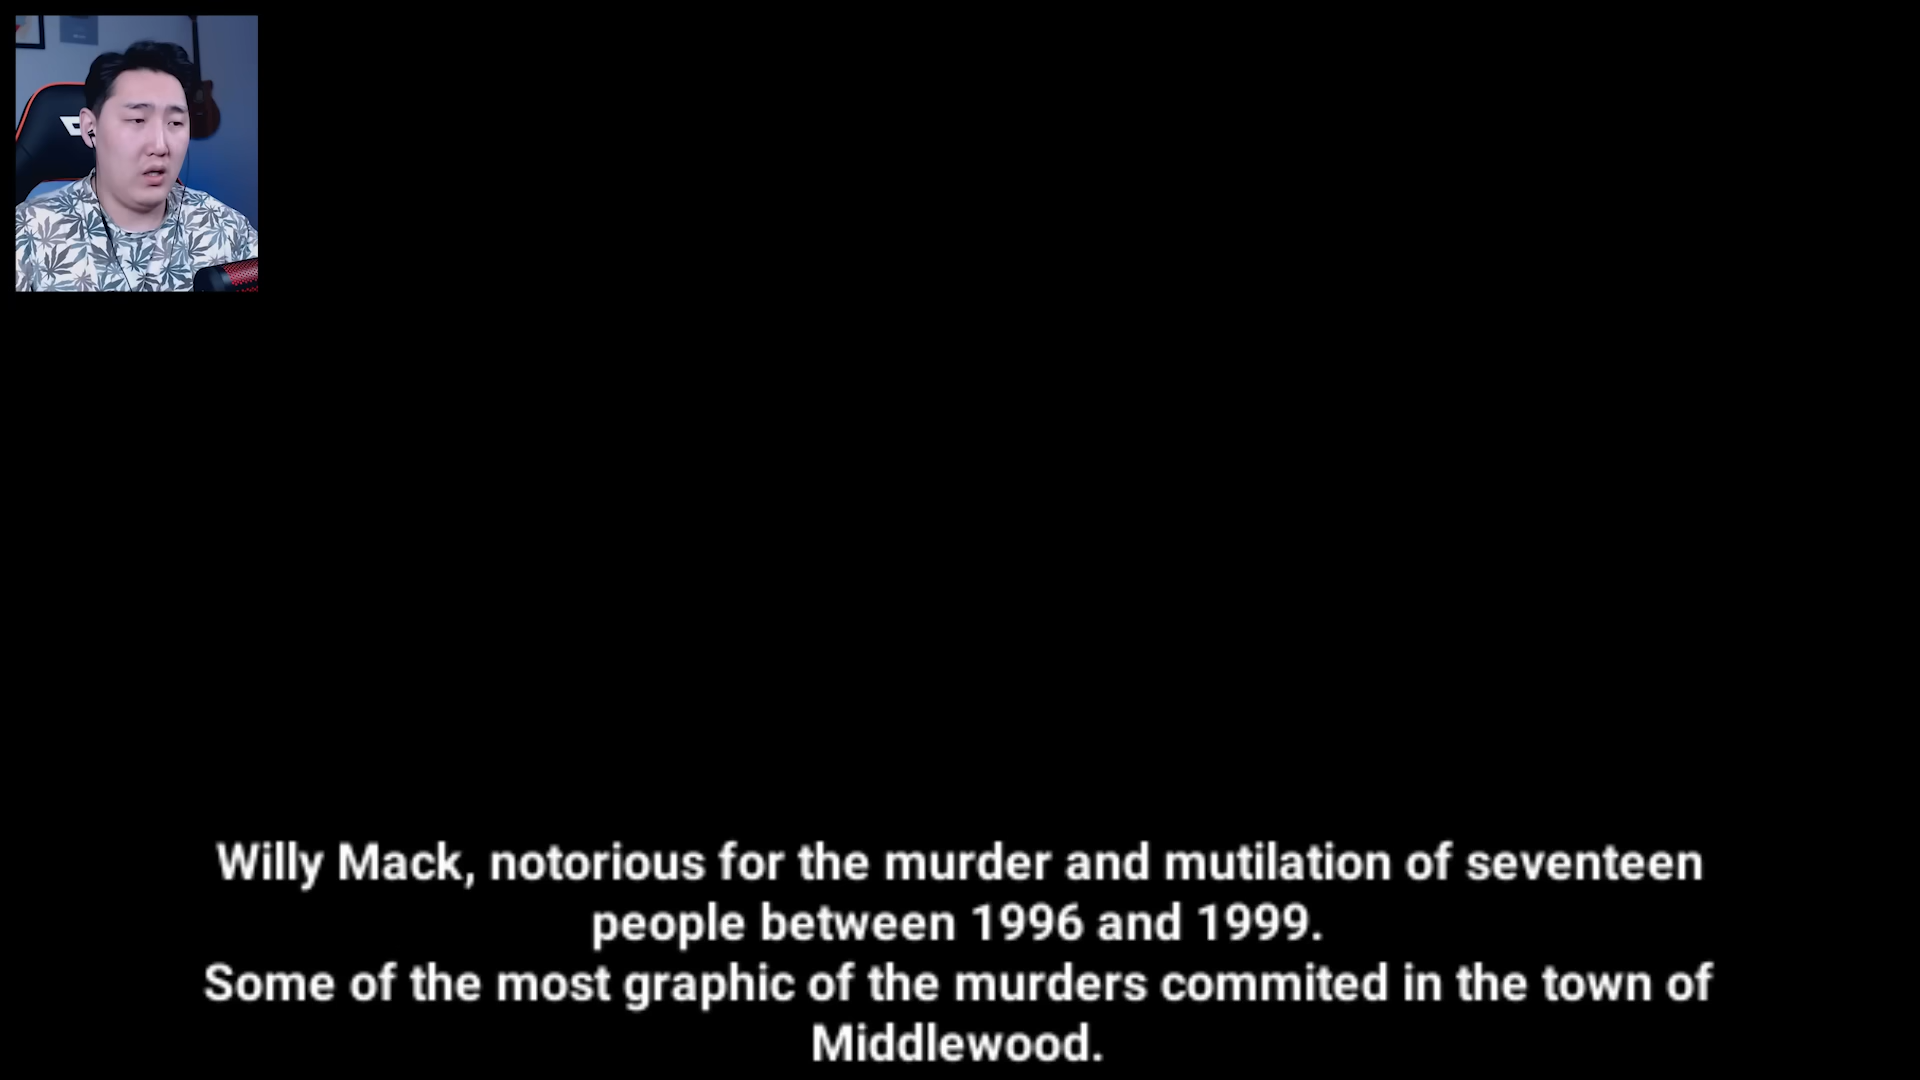 Willy Mack, notorious for the murder and mutilation of seventeen
people between 1996 and 1999.
Some of the most graphic of the murders commited in the town of
Middlewood.